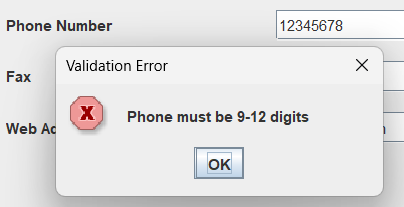 Phone Number
12345678
Validation Error
Fax
X
Phone must be 9-12 digits
Web Ad
OK